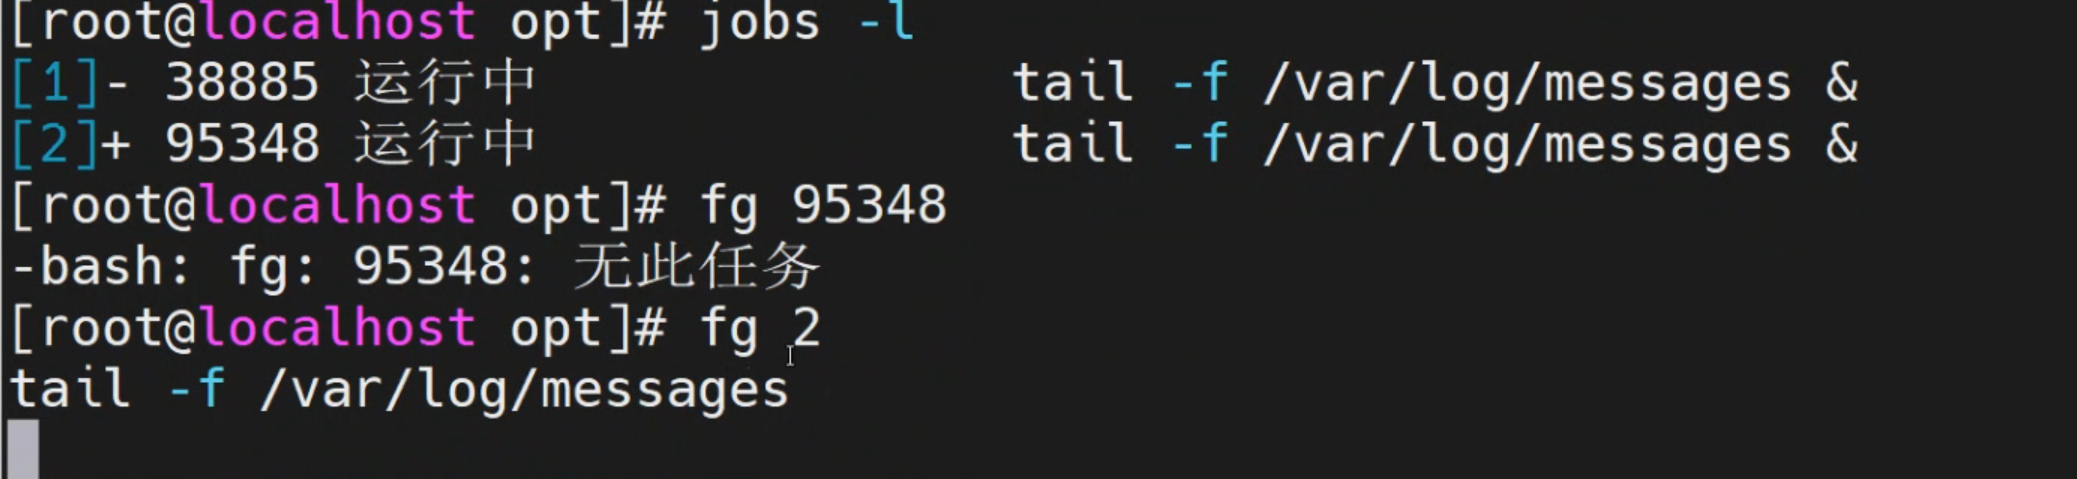 [root@localhost opt]# jobs -l
[1]- 38885 运行中                tail -f /var/log/messages &
[2]+ 95348 运行中                tail -f /var/log/messages &
[root@localhost opt]# fg 95348
-bash: fg: 95348: 无此任务
[root@localhost opt]# fg 2
tail -f /var/log/messages